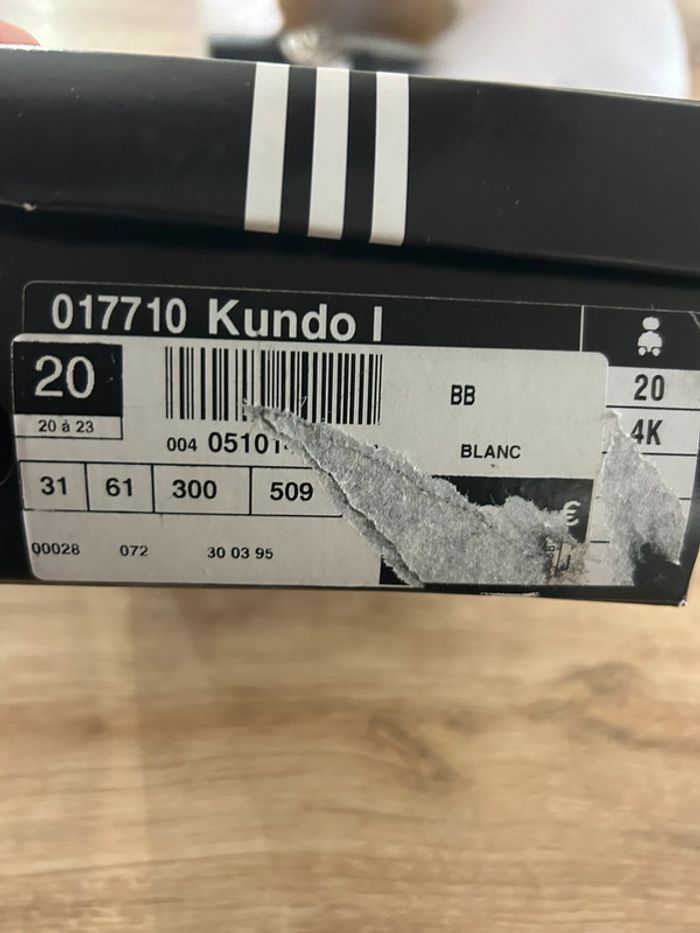 017710 Kundo I
20
20 à 23
BB
20
004 05101
BLANC
4K
31 61 300 509
€
00028 072 30 03 95